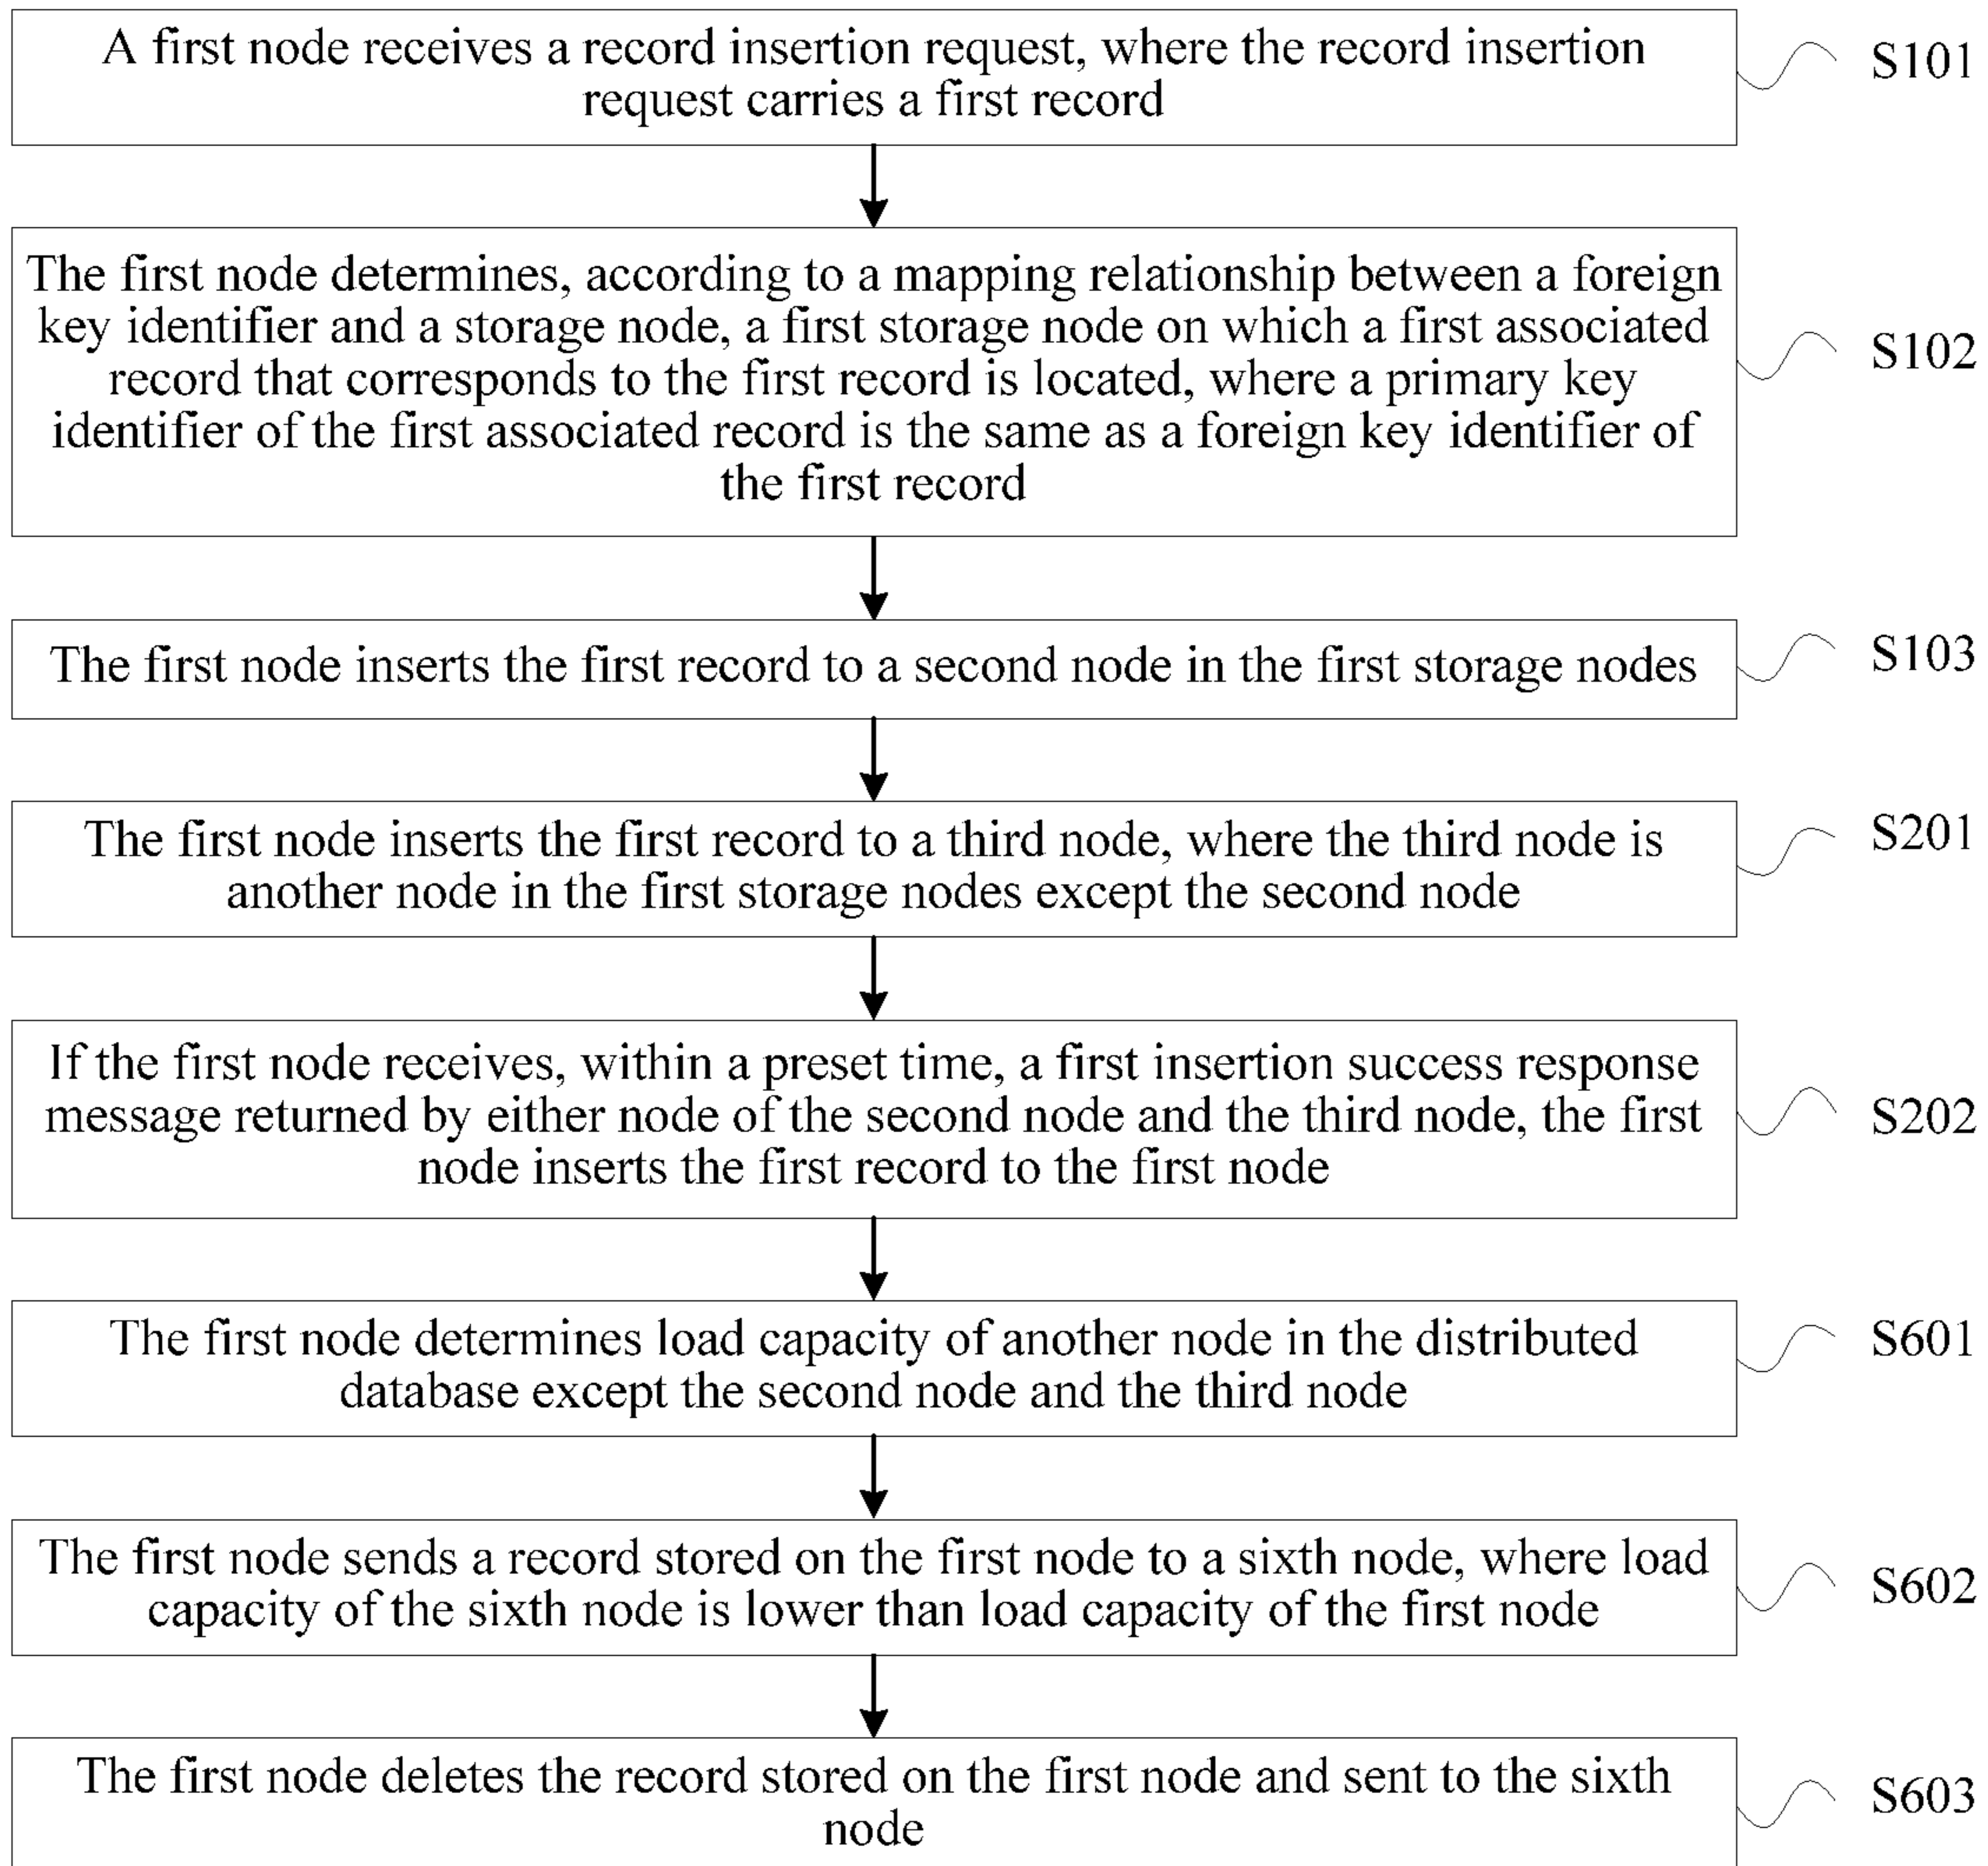 A first node receives a record insertion request, where the record insertion
request carries a first record
S101
The first node determines, according to a mapping relationship between a foreign
key identifier and a storage node, a first storage node on which a first associated
record that corresponds to the first record is located, where a primary key
identifier of the first associated record is the same as a foreign key identifier of
the first record
S102
The first node inserts the first record to a second node in the first storage nodes
S103
The first node inserts the first record to a third node, where the third node is
another node in the first storage nodes except the second node
S201
If the first node receives, within a preset time, a first insertion success response
message returned by either node of the second node and the third node, the first
node inserts the first record to the first node
S202
The first node determines load capacity of another node in the distributed
database except the second node and the third node
S601
The first node sends a record stored on the first node to a sixth node, where load
capacity of the sixth node is lower than load capacity of the first node
S602
The first node deletes the record stored on the first node and sent to the sixth
node
S603